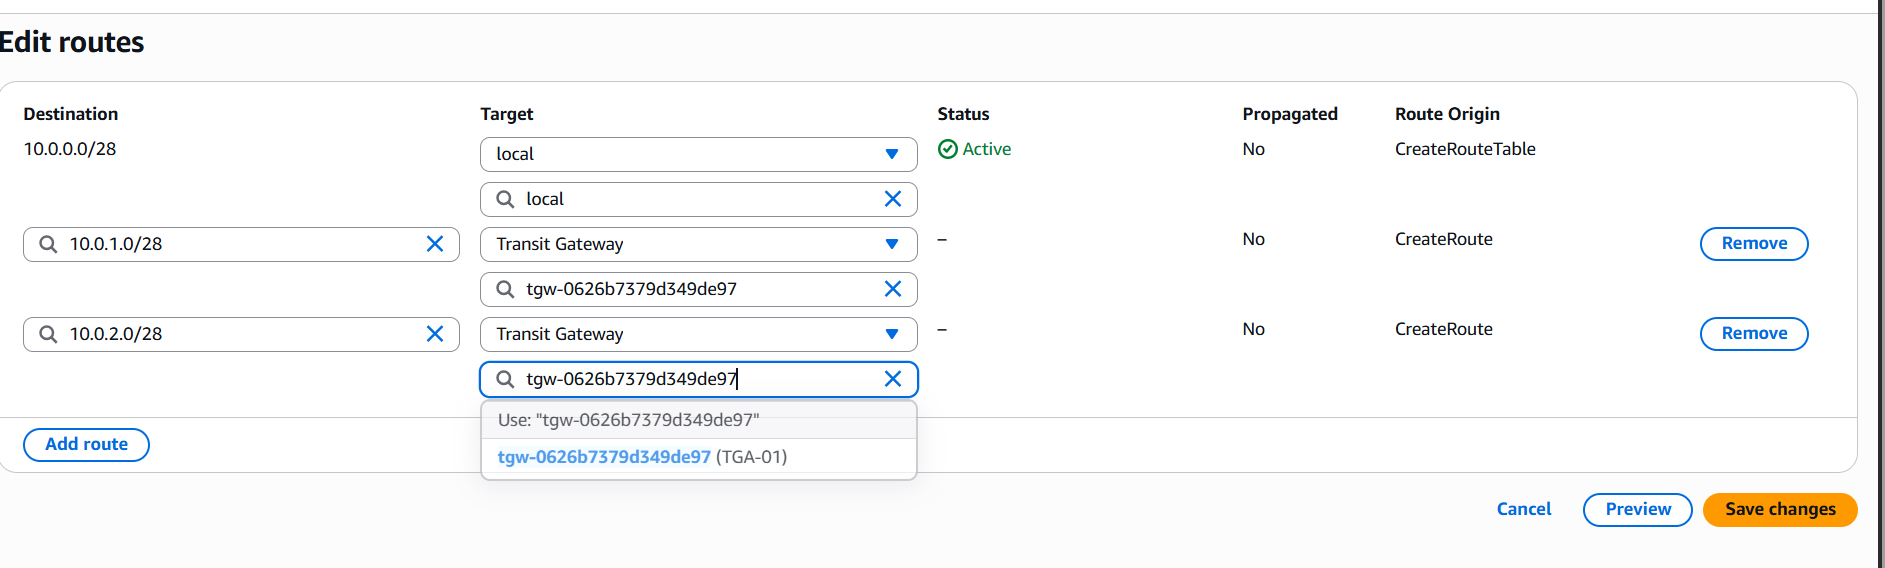 Edit routes
Destination Target Status Propagated Route Origin
10.0.0.0/28 local Active No CreateRouteTable
local
10.0.1.0/28 Transit Gateway – No CreateRoute Remove
tgw-0626b7379d349de97
10.0.2.0/28 Transit Gateway – No CreateRoute Remove
tgw-0626b7379d349de97
Use: "tgw-0626b7379d349de97"
Add route
tgw-0626b7379d349de97 (TGA-01)
Cancel Preview Save changes